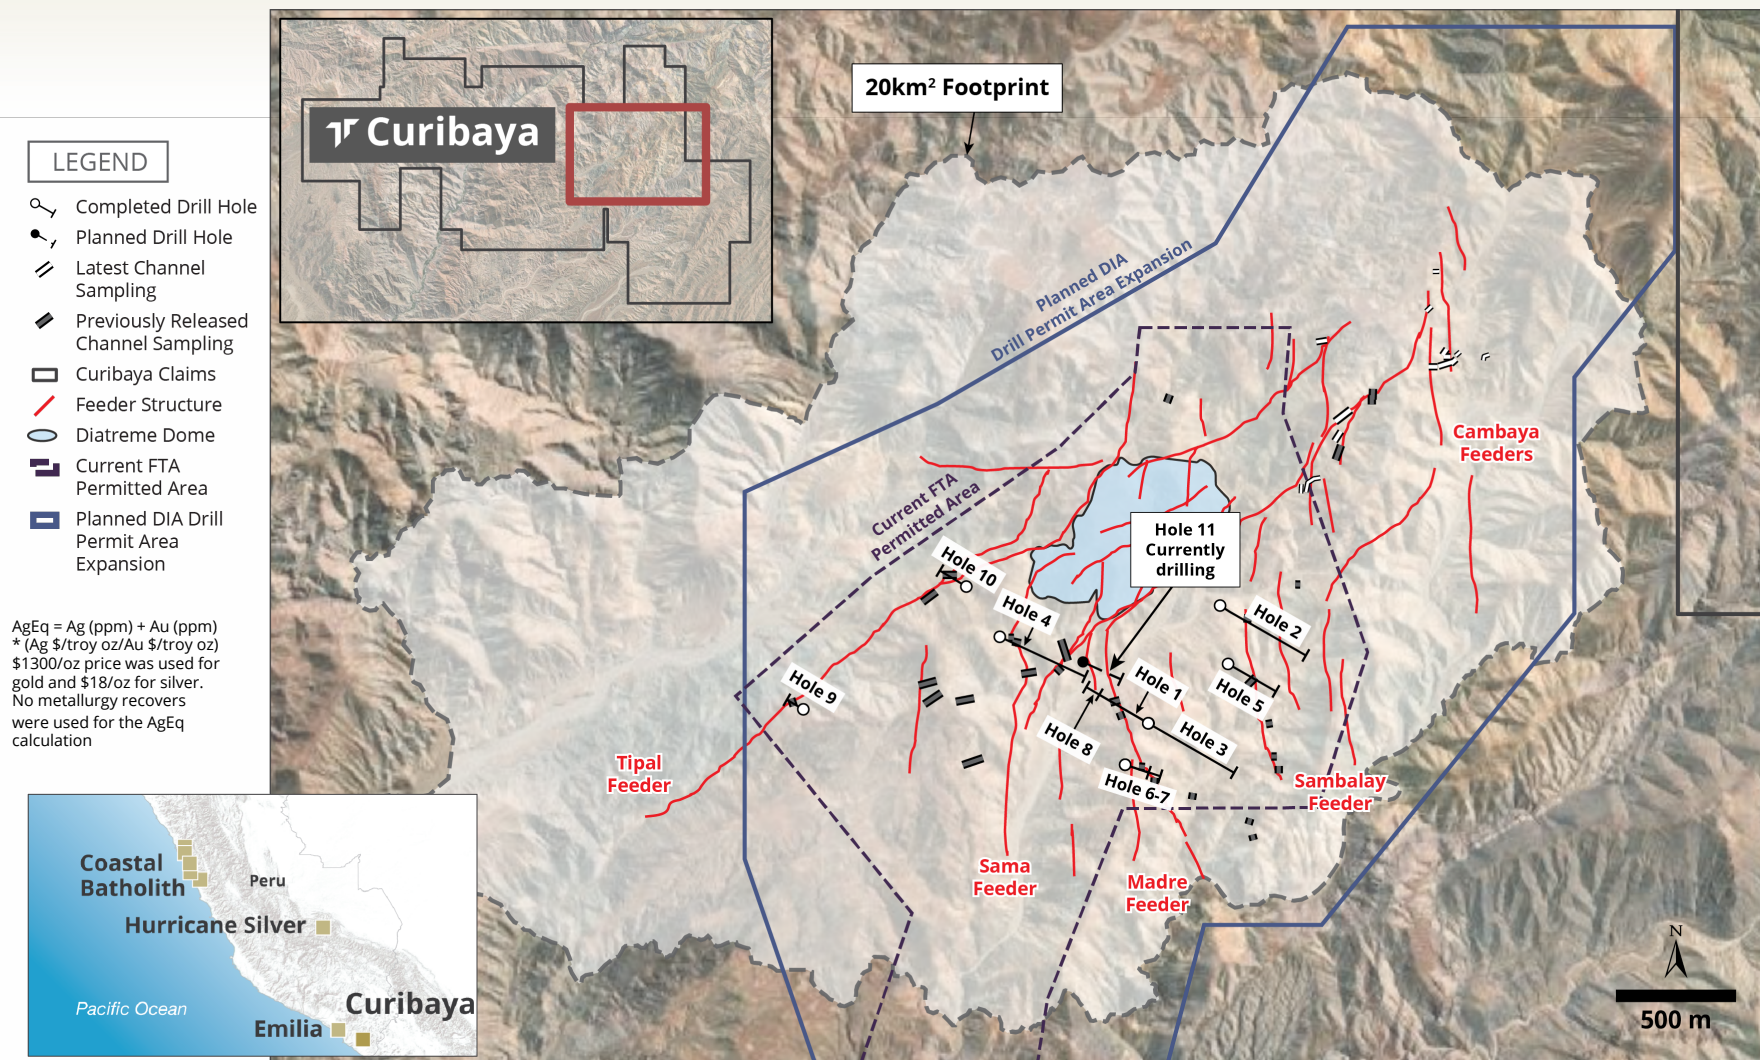 20km² Footprint
Curibaya
LEGEND
Completed Drill Hole
Planned Drill Hole
Latest Channel
Sampling
Previously Released
Channel Sampling
Curibaya Claims
Feeder Structure
Diatreme Dome
Current FTA
Permitted Area
Planned DIA Drill
Permit Area
Expansion
AgEq = Ag (ppm) + Au (ppm)
* (Ag $/troy oz/Au $/troy oz)
$1300/oz price was used for
gold and $18/oz for silver.
No metallurgy recovers
were used for the AgEq
calculation
Planned DIA
Drill Permit Area Expansion
Current FTA
Permitted Area
Cambaya
Feeders
Hole 11
Currently
drilling
Hole 10
Hole 4
Hole 2
Hole 9
Hole 1
Hole 5
Hole 8
Hole 3
Hole 6-7
Tipal
Feeder
Sambalay
Feeder
Sama
Feeder
Madre
Feeder
Coastal
Batholith
Peru
Hurricane Silver
Pacific Ocean
Curibaya
Emilia
N
500 m